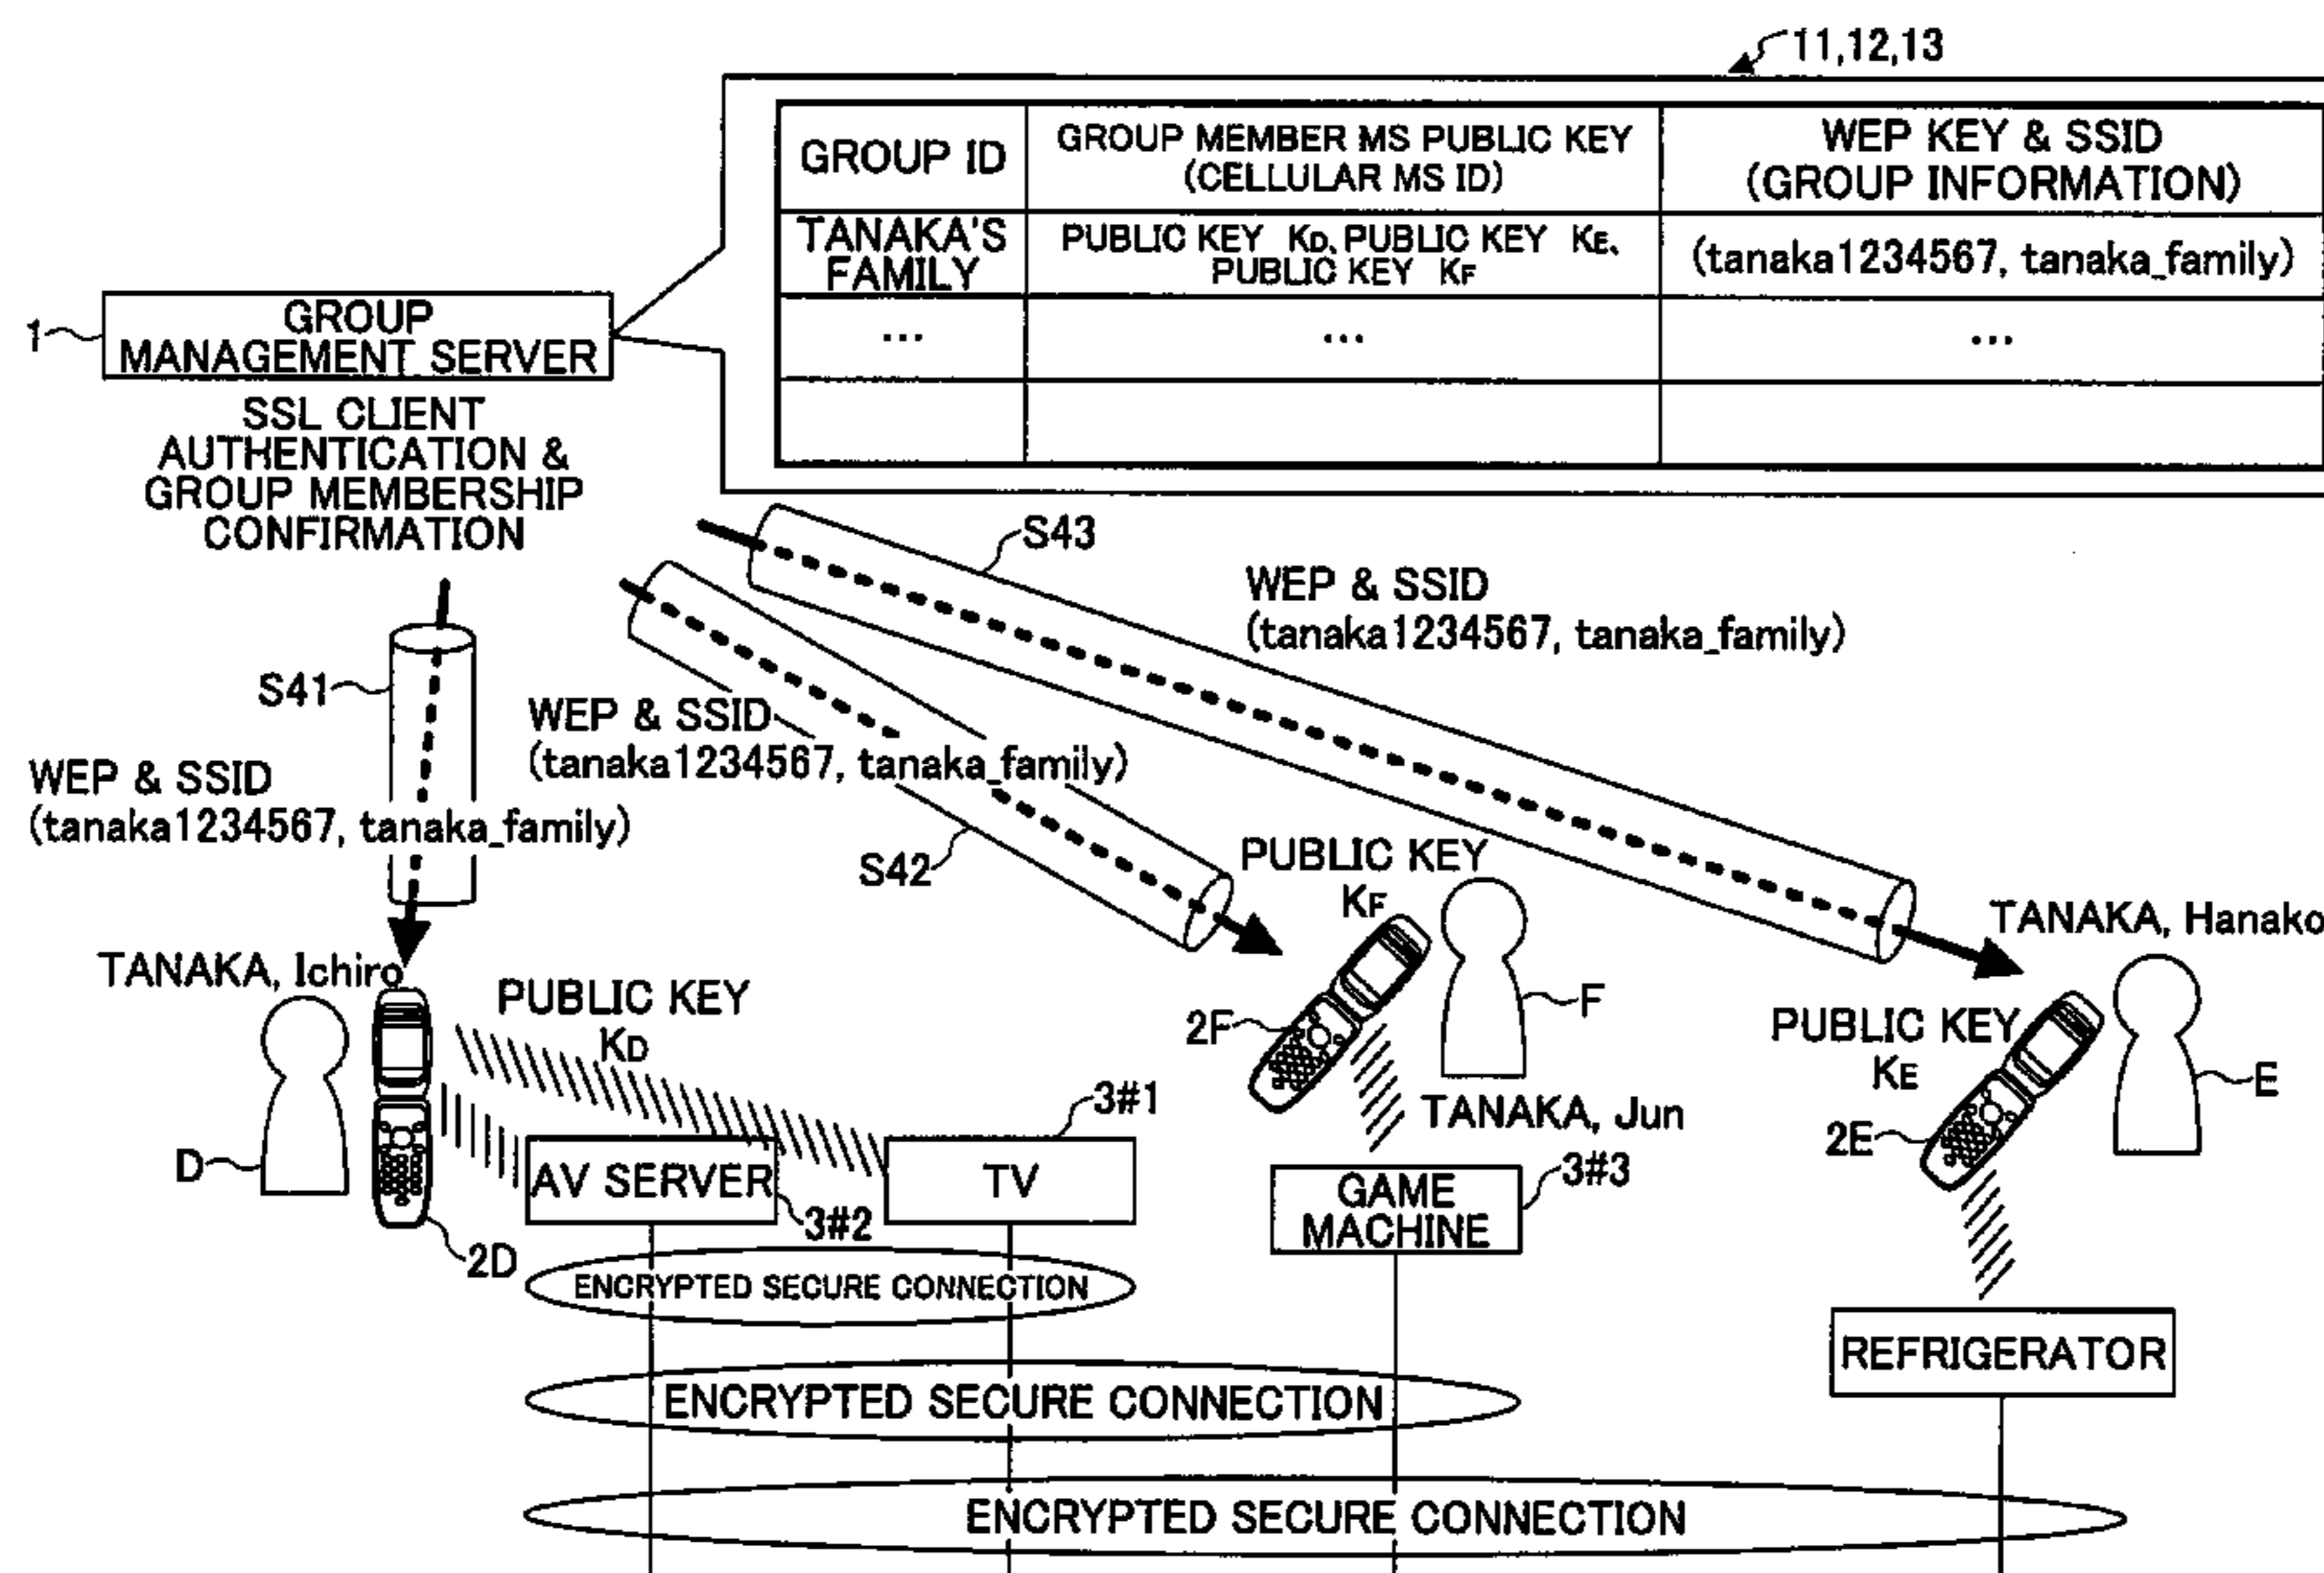 11,12,13
GROUP ID
GROUP MEMBER MS PUBLIC KEY
(CELLULAR MS ID)
WEP KEY & SSID
(GROUP INFORMATION)
TANAKA'S
FAMILY
PUBLIC KEY KD, PUBLIC KEY KE,
PUBLIC KEY KF
(tanaka1234567, tanaka_family)
... ... ...
1
GROUP
MANAGEMENT SERVER
SSL CLIENT
AUTHENTICATION &
GROUP MEMBERSHIP
CONFIRMATION
S43
WEP & SSID
(tanaka1234567, tanaka_family)
S41
WEP & SSID
(tanaka1234567, tanaka_family)
WEP & SSID
(tanaka1234567, tanaka_family)
S42
PUBLIC KEY
KF
TANAKA, Hanako
TANAKA, Ichiro
PUBLIC KEY
KD
2F
F
PUBLIC KEY
KE
E
2E
D
2D
3#1
TANAKA, Jun
AV SERVER
3#2
TV
GAME
MACHINE
3#3
ENCRYPTED SECURE CONNECTION
REFRIGERATOR
ENCRYPTED SECURE CONNECTION
ENCRYPTED SECURE CONNECTION